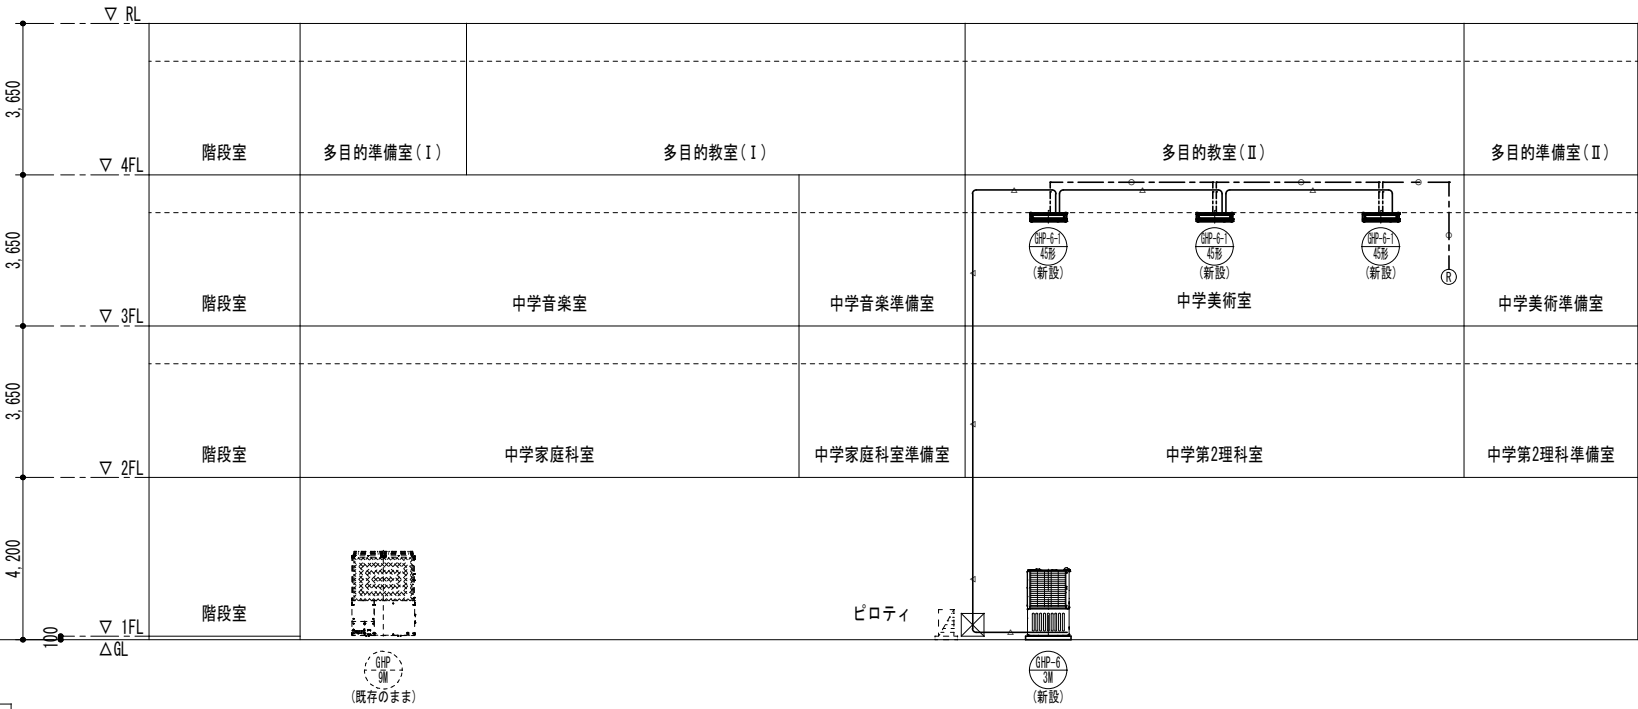 ▽ RL
3,650
階段室
多目的準備室(Ⅰ)
多目的教室(Ⅰ)
多目的教室(Ⅱ)
多目的準備室(Ⅱ)
▽ 4FL
GHP-6-1
45形
(新設)
GHP-6-1
45形
(新設)
GHP-6-1
45形
(新設)
R
3,650
階段室
中学音楽室
中学音楽準備室
中学美術室
中学美術準備室
▽ 3FL
3,650
階段室
中学家庭科室
中学家庭科室準備室
中学第2理科室
中学第2理科準備室
▽ 2FL
4,200
階段室
ピロティ
▽ 1FL
100
△GL
GHP
9M
(既存のまま)
GHP-6
3M
(新設)